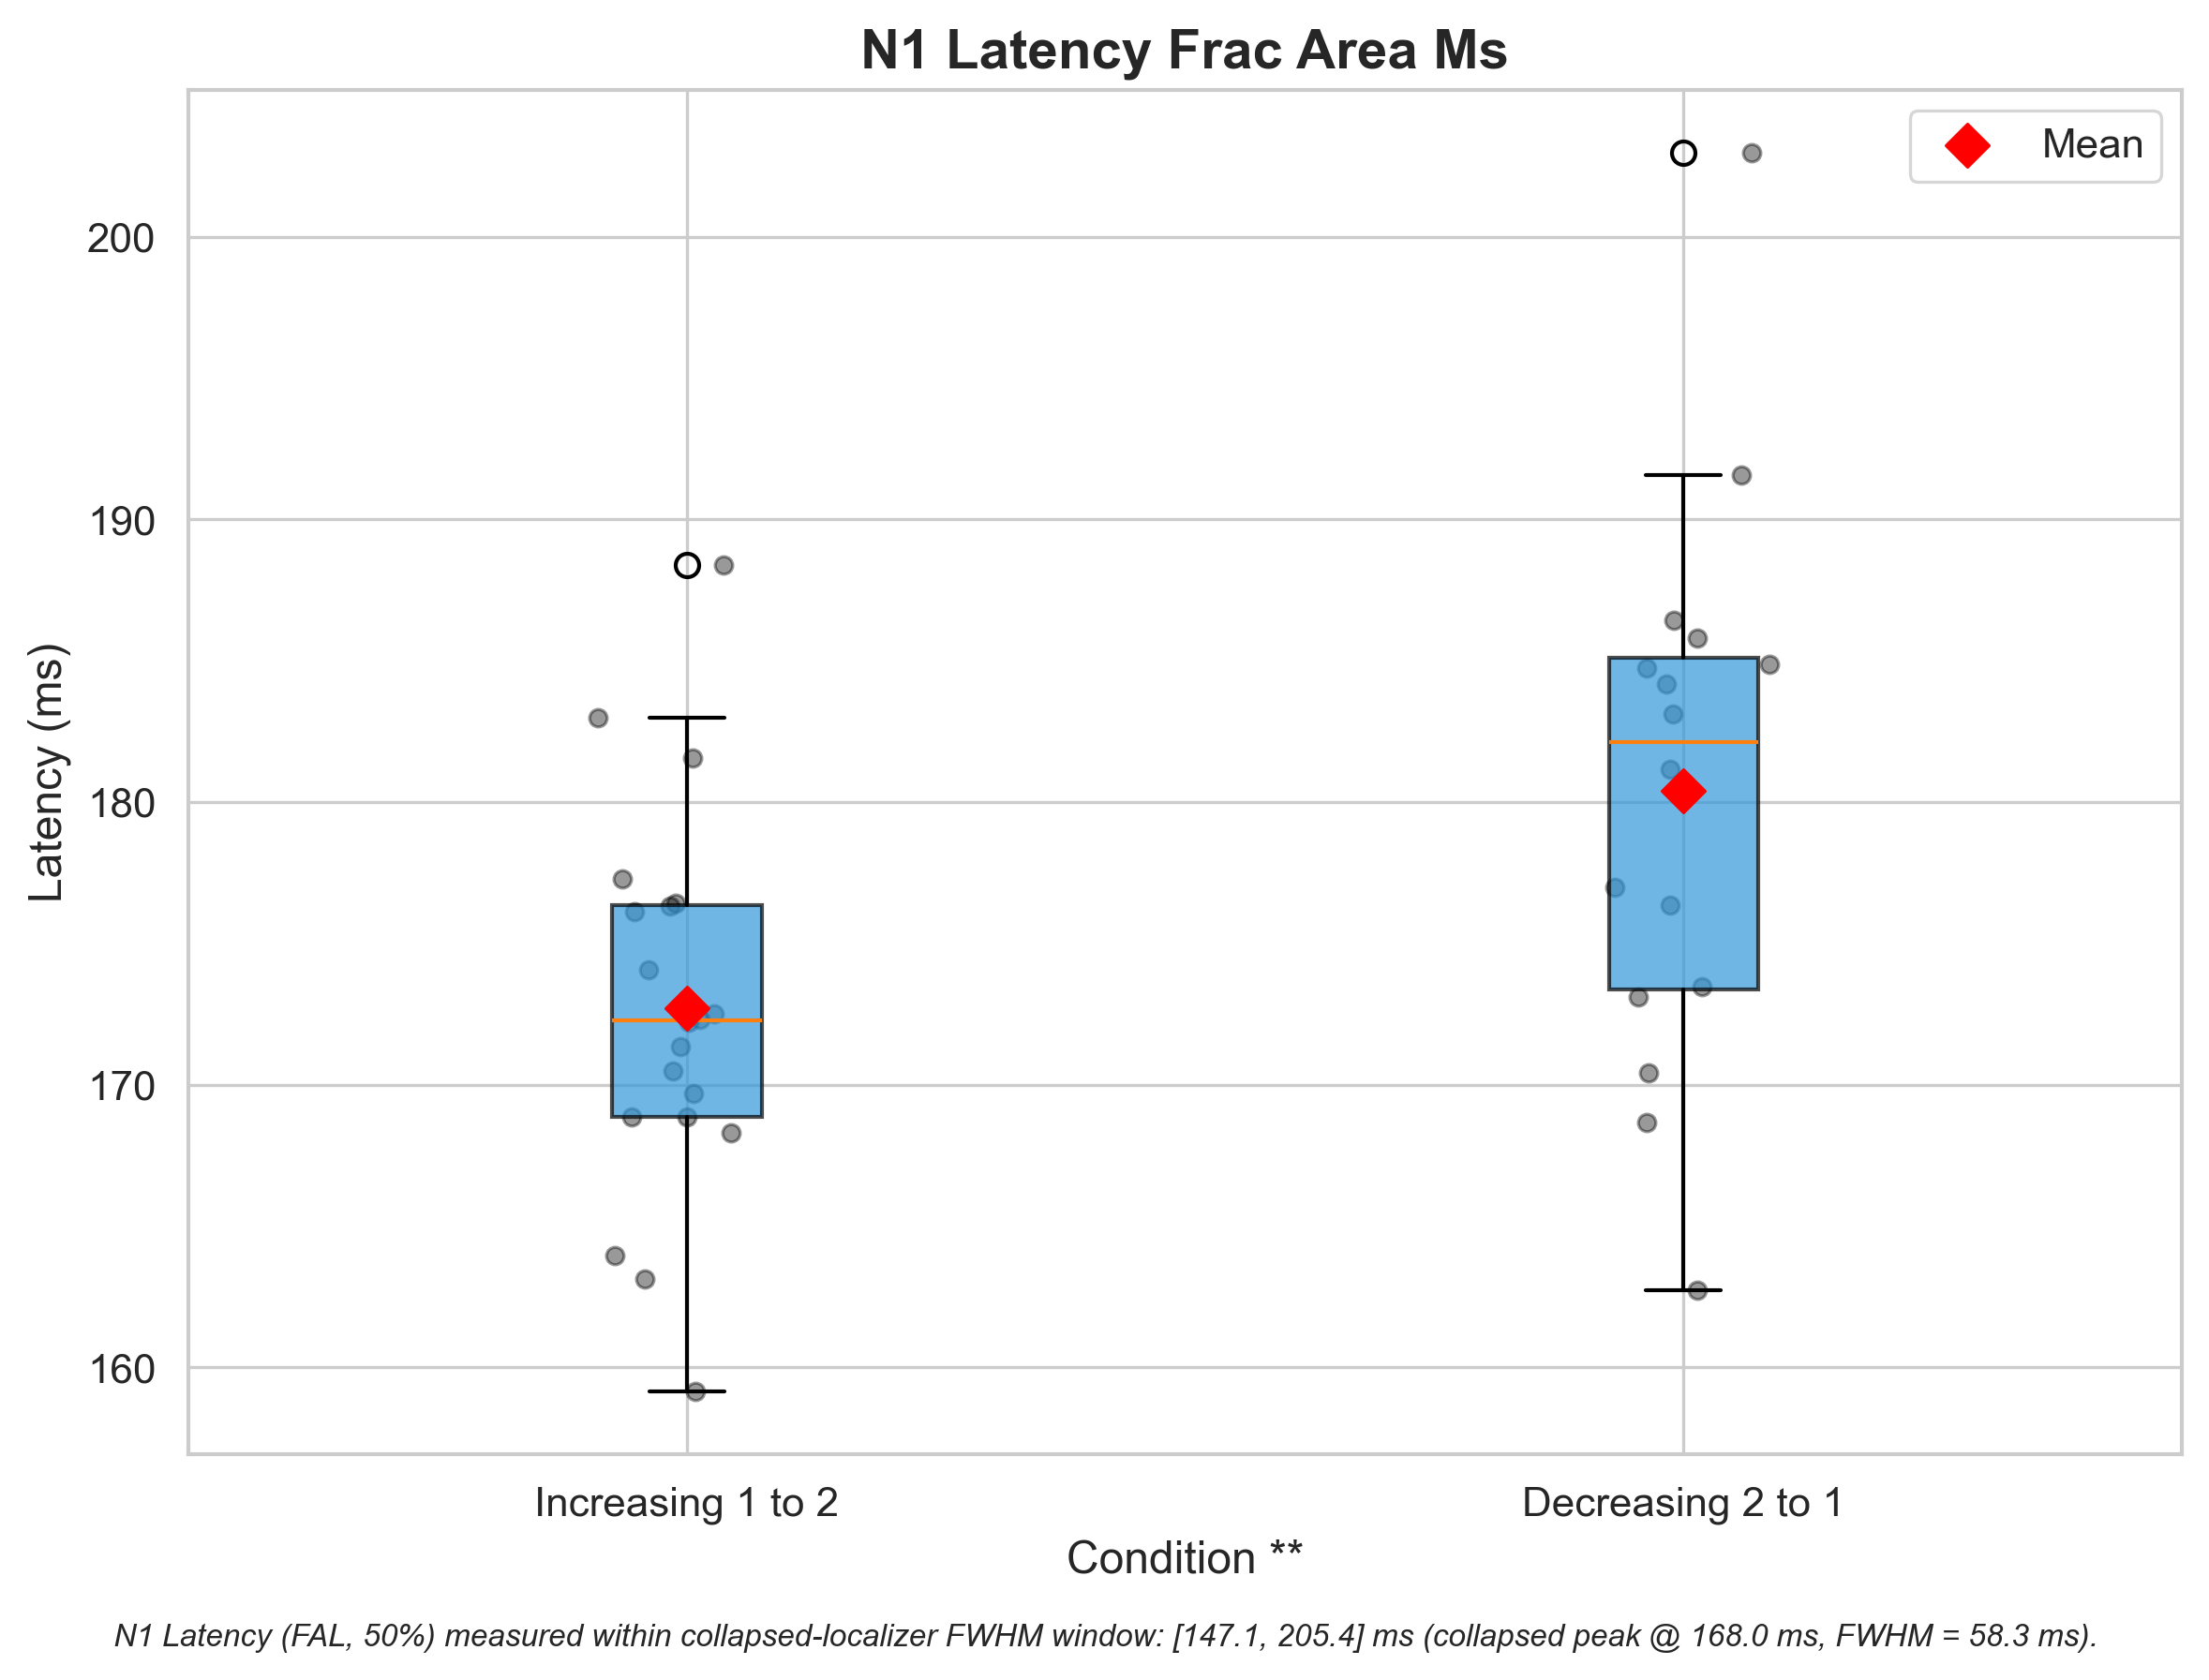 N1 Latency Frac Area Ms
Mean
Latency (ms)
200
190
180
170
160
Increasing 1 to 2
Decreasing 2 to 1
Condition **
N1 Latency (FAL, 50%) measured within collapsed-localizer FWHM window: [147.1, 205.4] ms (collapsed peak @ 168.0 ms, FWHM = 58.3 ms).